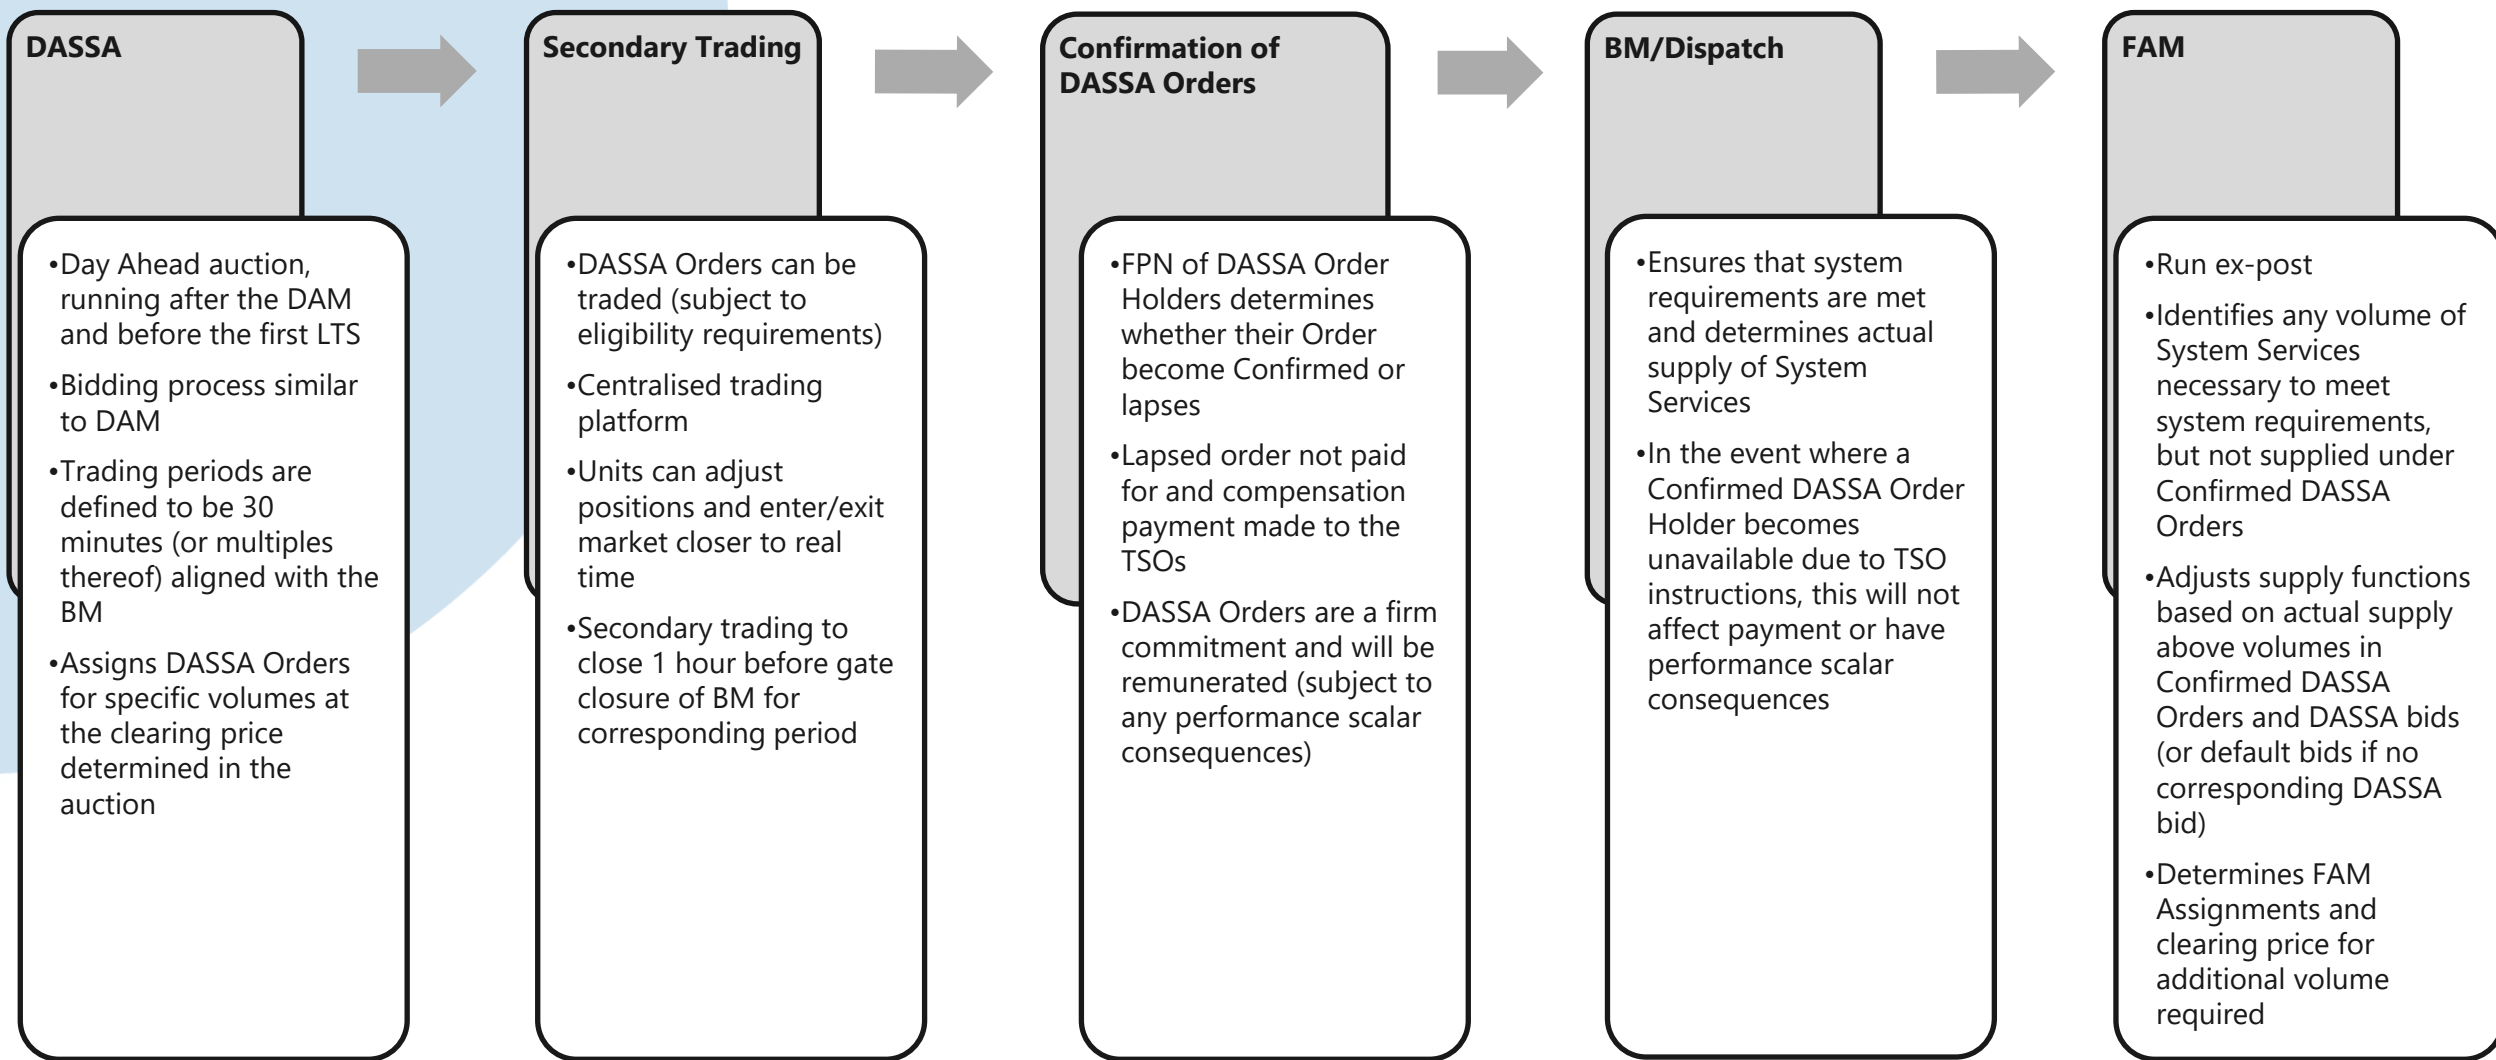 DASSA
•Day Ahead auction,
running after the DAM
and before the first LTS
•Bidding process similar
to DAM
•Trading periods are
defined to be 30
minutes (or multiples
thereof) aligned with the
BM
•Assigns DASSA Orders
for specific volumes at
the clearing price
determined in the
auction
Secondary Trading
•DASSA Orders can be
traded (subject to
eligibility requirements)
•Centralised trading
platform
•Units can adjust
positions and enter/exit
market closer to real
time
•Secondary trading to
close 1 hour before gate
closure of BM for
corresponding period
Confirmation of
DASSA Orders
•FPN of DASSA Order
Holders determines
whether their Order
become Confirmed or
lapses
•Lapsed order not paid
for and compensation
payment made to the
TSOs
•DASSA Orders are a firm
commitment and will be
remunerated (subject to
any performance scalar
consequences)
BM/Dispatch
•Ensures that system
requirements are met
and determines actual
supply of System
Services
•In the event where a
Confirmed DASSA Order
Holder becomes
unavailable due to TSO
instructions, this will not
affect payment or have
performance scalar
consequences
FAM
•Run ex-post
•Identifies any volume of
System Services
necessary to meet
system requirements,
but not supplied under
Confirmed DASSA
Orders
•Adjusts supply functions
based on actual supply
above volumes in
Confirmed DASSA
Orders and DASSA bids
(or default bids if no
corresponding DASSA
bid)
•Determines FAM
Assignments and
clearing price for
additional volume
required